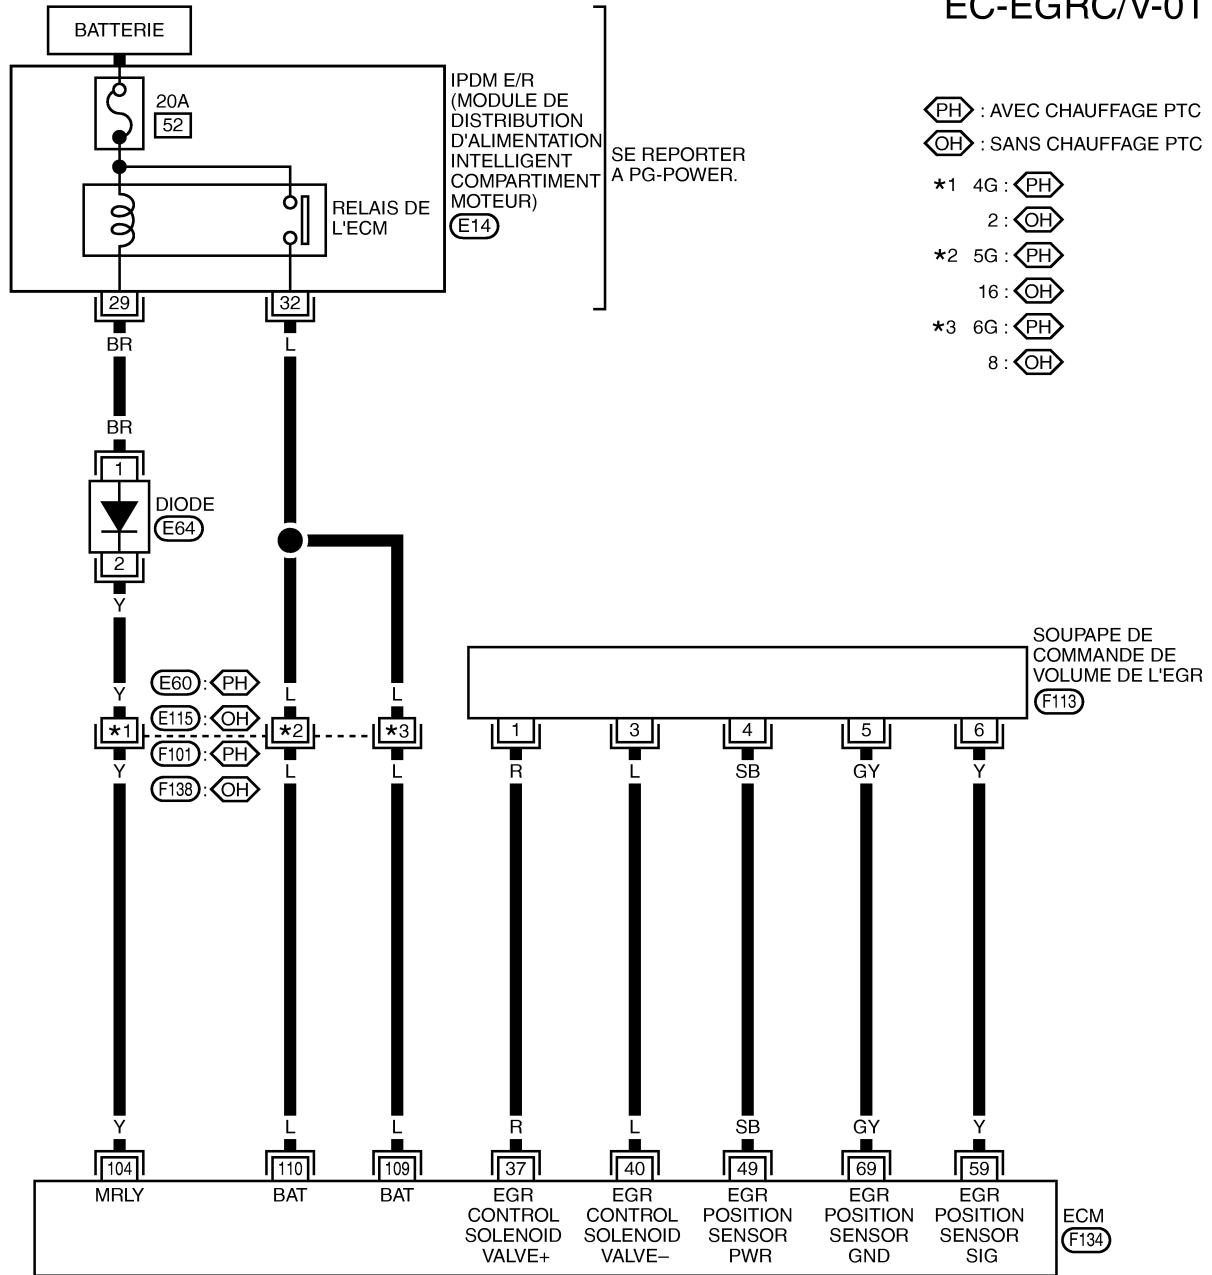 EC-EGRC/V-01
BATTERIE
20A
52
IPDM E/R
(MODULE DE
DISTRIBUTION
D'ALIMENTATION
INTELLIGENT
COMPARTIMENT
MOTEUR)
E14
SE REPORTER
A PG-POWER.
RELAIS DE
L'ECM
PH : AVEC CHAUFFAGE PTC
OH : SANS CHAUFFAGE PTC
*1 4G : PH
2 : OH
*2 5G : PH
16 : OH
*3 6G : PH
8 : OH
29 32
BR L
BR
1
DIODE
E64
2
Y
SOUPAPE DE
COMMANDE DE
VOLUME DE L'EGR
F113
E60 : PH
Y L L
E115 : OH
*1 *2 *3 1 3 4 5 6
F101 : PH
Y L L R L SB GY Y
F138 : OH
Y L L R L SB GY Y
104 110 109 37 40 49 69 59
MRLY BAT BAT
EGR
CONTROL
SOLENOID
VALVE+
EGR
CONTROL
SOLENOID
VALVE–
EGR
POSITION
SENSOR
PWR
EGR
POSITION
SENSOR
GND
EGR
POSITION
SENSOR
SIG
ECM
F134